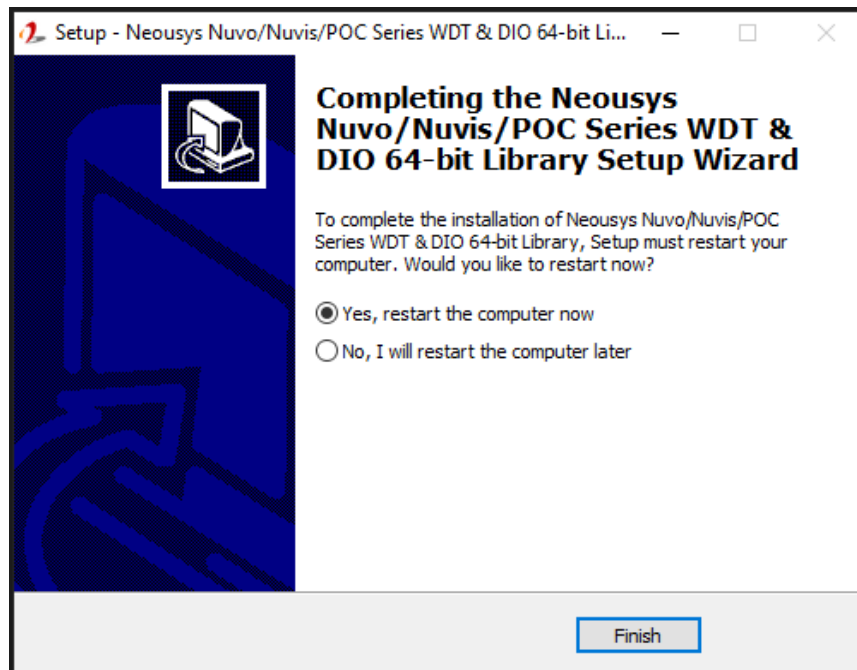 Setup - Neousys Nuvo/Nuvis/POC Series WDT & DIO 64-bit Li...
Completing the Neousys
Nuvo/Nuvis/POC Series WDT &
DIO 64-bit Library Setup Wizard
To complete the installation of Neousys Nuvo/Nuvis/POC
Series WDT & DIO 64-bit Library, Setup must restart your
computer. Would you like to restart now?
Yes, restart the computer now
No, I will restart the computer later
Finish